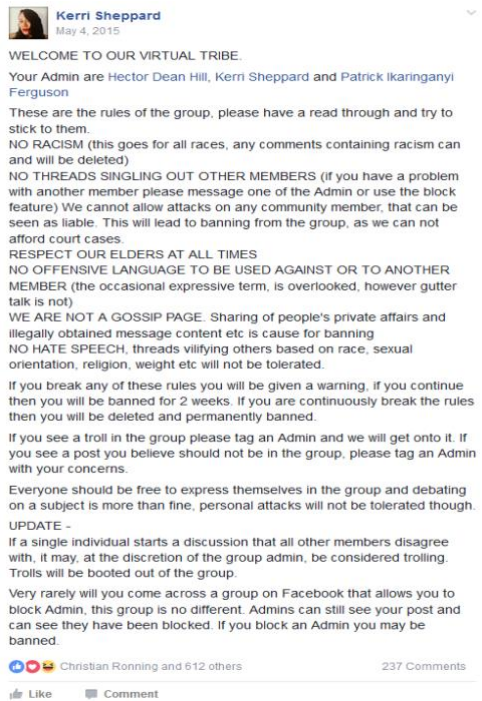 Kerri Sheppard
May 4, 2015
WELCOME TO OUR VIRTUAL TRIBE.
Your Admin are Hector Dean Hill, Kerri Sheppard and Patrick Ikaringanyi
Ferguson
These are the rules of the group, please have a read through and try to
stick to them.
NO RACISM (this goes for all races, any comments containing racism can
and will be deleted)
NO THREADS SINGLING OUT OTHER MEMBERS (if you have a problem
with another member please message one of the Admin or use the block
feature) We cannot allow attacks on any community member, that can be
seen as liable. This will lead to banning from the group, as we can not
afford court cases.
RESPECT OUR ELDERS AT ALL TIMES
NO OFFENSIVE LANGUAGE TO BE USED AGAINST OR TO ANOTHER
MEMBER (the occasional expressive term, is overlooked, however gutter
talk is not)
WE ARE NOT A GOSSIP PAGE. Sharing of people's private affairs and
illegally obtained message content etc is cause for banning
NO HATE SPEECH, threads vilifying others based on race, sexual
orientation, religion, weight etc will not be tolerated.
If you break any of these rules you will be given a warning, if you continue
then you will be banned for 2 weeks. If you are continuously break the rules
then you will be deleted and permanently banned.
If you see a troll in the group please tag an Admin and we will get onto it. If
you see a post you believe should not be in the group, please tag an Admin
with your concerns.
Everyone should be free to express themselves in the group and debating
on a subject is more than fine, personal attacks will not be tolerated though.
UPDATE -
If a single individual starts a discussion that all other members disagree
with, it may, at the discretion of the group admin, be considered trolling.
Trolls will be booted out of the group.
Very rarely will you come across a group on Facebook that allows you to
block Admin, this group is no different. Admins can still see your post and
can see they have been blocked. If you block an Admin you may be
banned.
Christian Ronning and 612 others 237 Comments
Like Comment